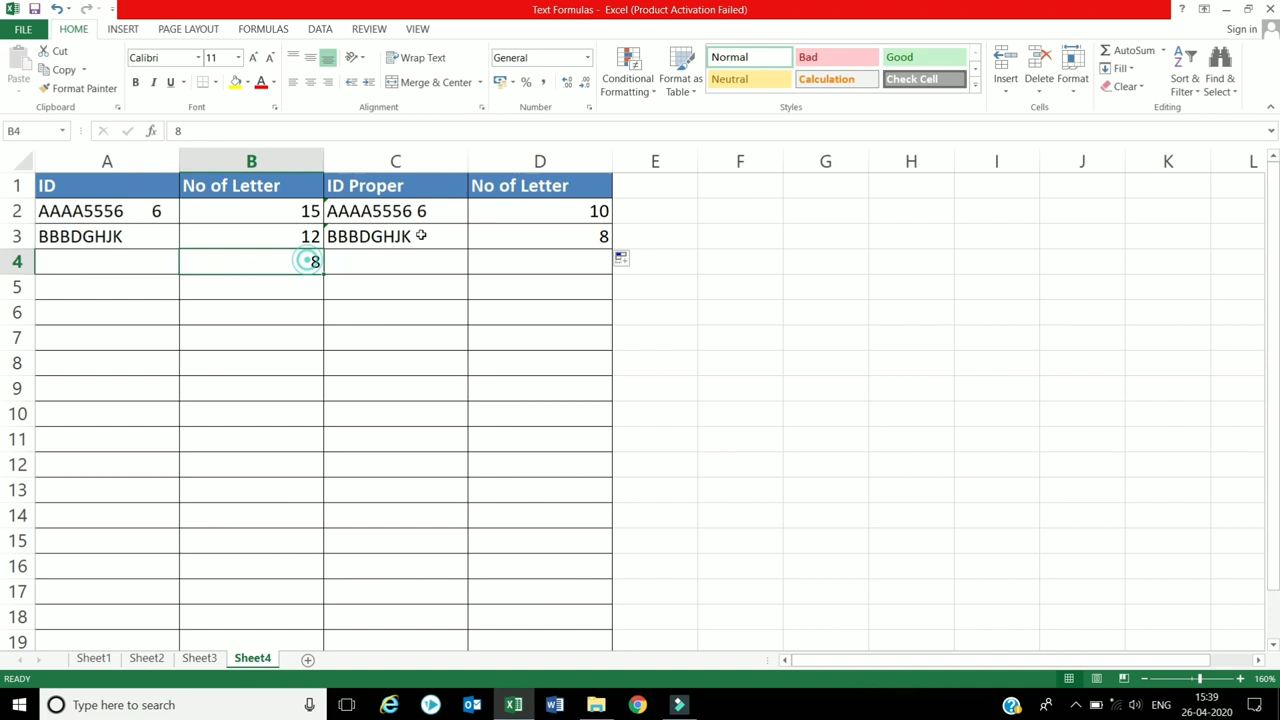 Text Formulas - Excel (Product Activation Failed)
FILE HOME INSERT PAGE LAYOUT FORMULAS DATA REVIEW VIEW Sign in
Paste
Cut
Copy
Format Painter
Calibri 11
B I U
Wrap Text
Merge & Center
General
% ,
Conditional Formatting
Format as Table
Normal Bad Good
Neutral Calculation Check Cell
Insert Delete Format
AutoSum
Fill
Clear
Sort & Filter
Find & Select
Clipboard Font Alignment Number Styles Cells Editing
B4 fx 8
A B C D E F G H I J K L
1 ID No of Letter ID Proper No of Letter
2 AAAA5556 6 15 AAAA5556 6 10
3 BBBDGHJK 12 BBBDGHJK 8
4 8
5
6
7
8
9
10
11
12
13
14
15
16
17
18
19
Sheet1 Sheet2 Sheet3 Sheet4
READY 160%
Type here to search
ENG
15:39
26-04-2020